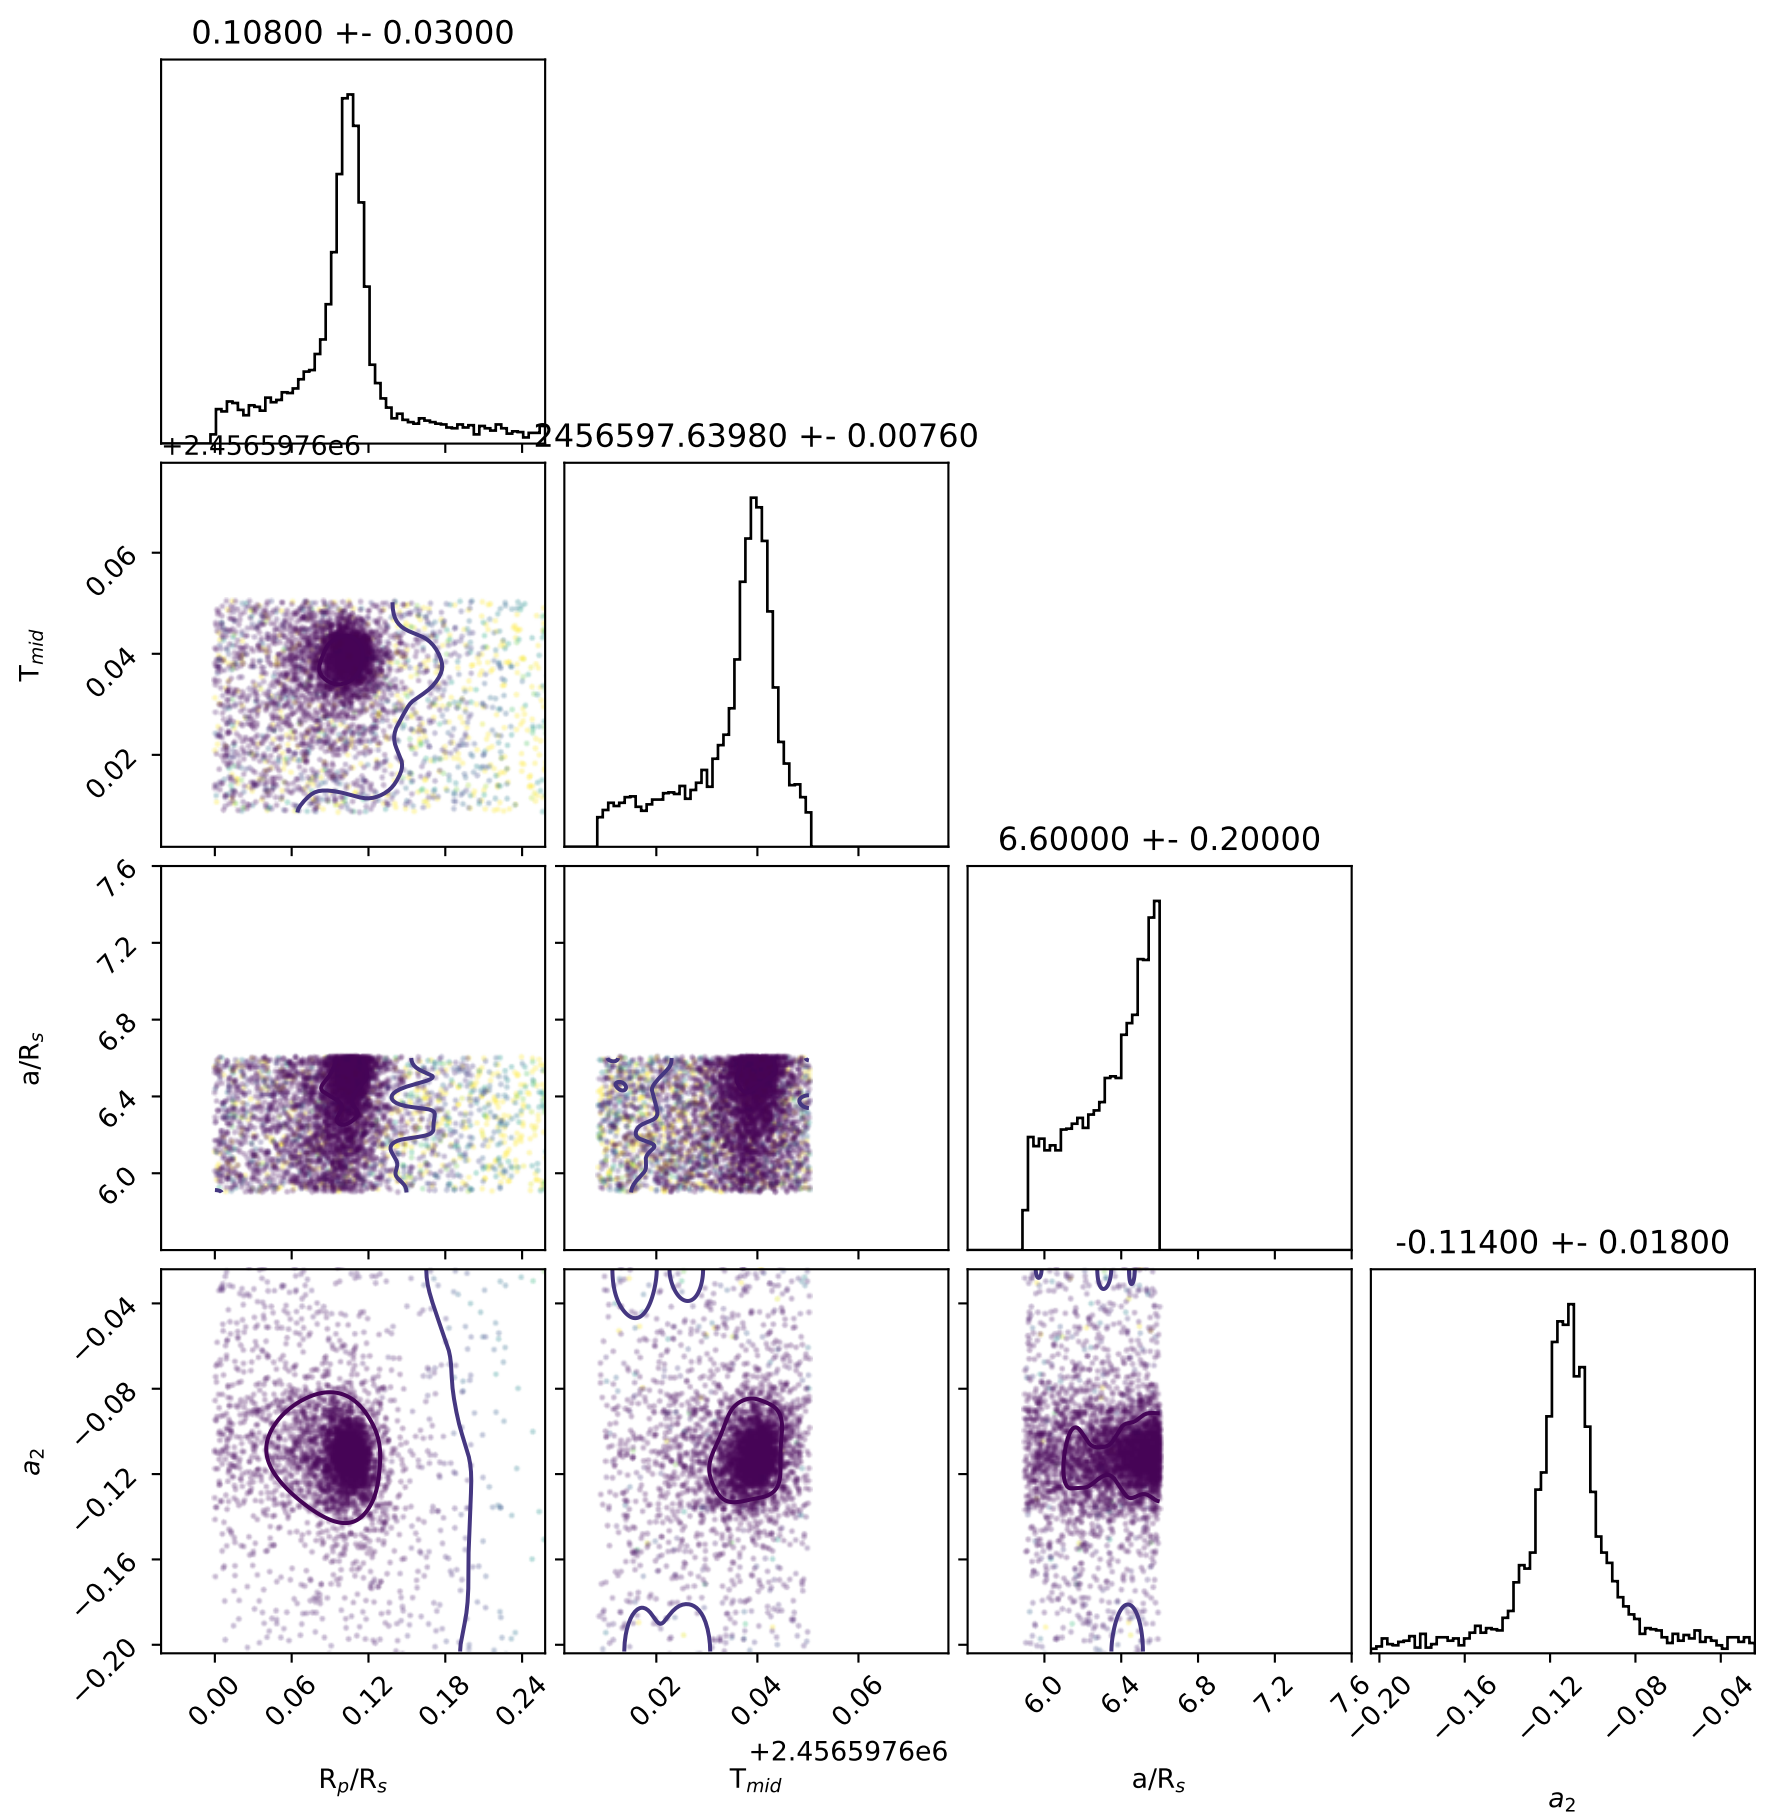 0.10800 +- 0.03000
+2.4565976e6
2456597.63980 +- 0.00760
0.06
0.04
0.02
T_mid
6.60000 +- 0.20000
7.6
7.2
6.8
6.4
6.0
a/R_s
-0.11400 +- 0.01800
−0.04
−0.08
−0.12
−0.16
−0.20
a_2
0.00 0.06 0.12 0.18 0.24
0.02 0.04 0.06
6.0 6.4 6.8 7.2 7.6
−0.20 −0.16 −0.12 −0.08 −0.04
+2.4565976e6
R_p/R_s
T_mid
a/R_s
a_2